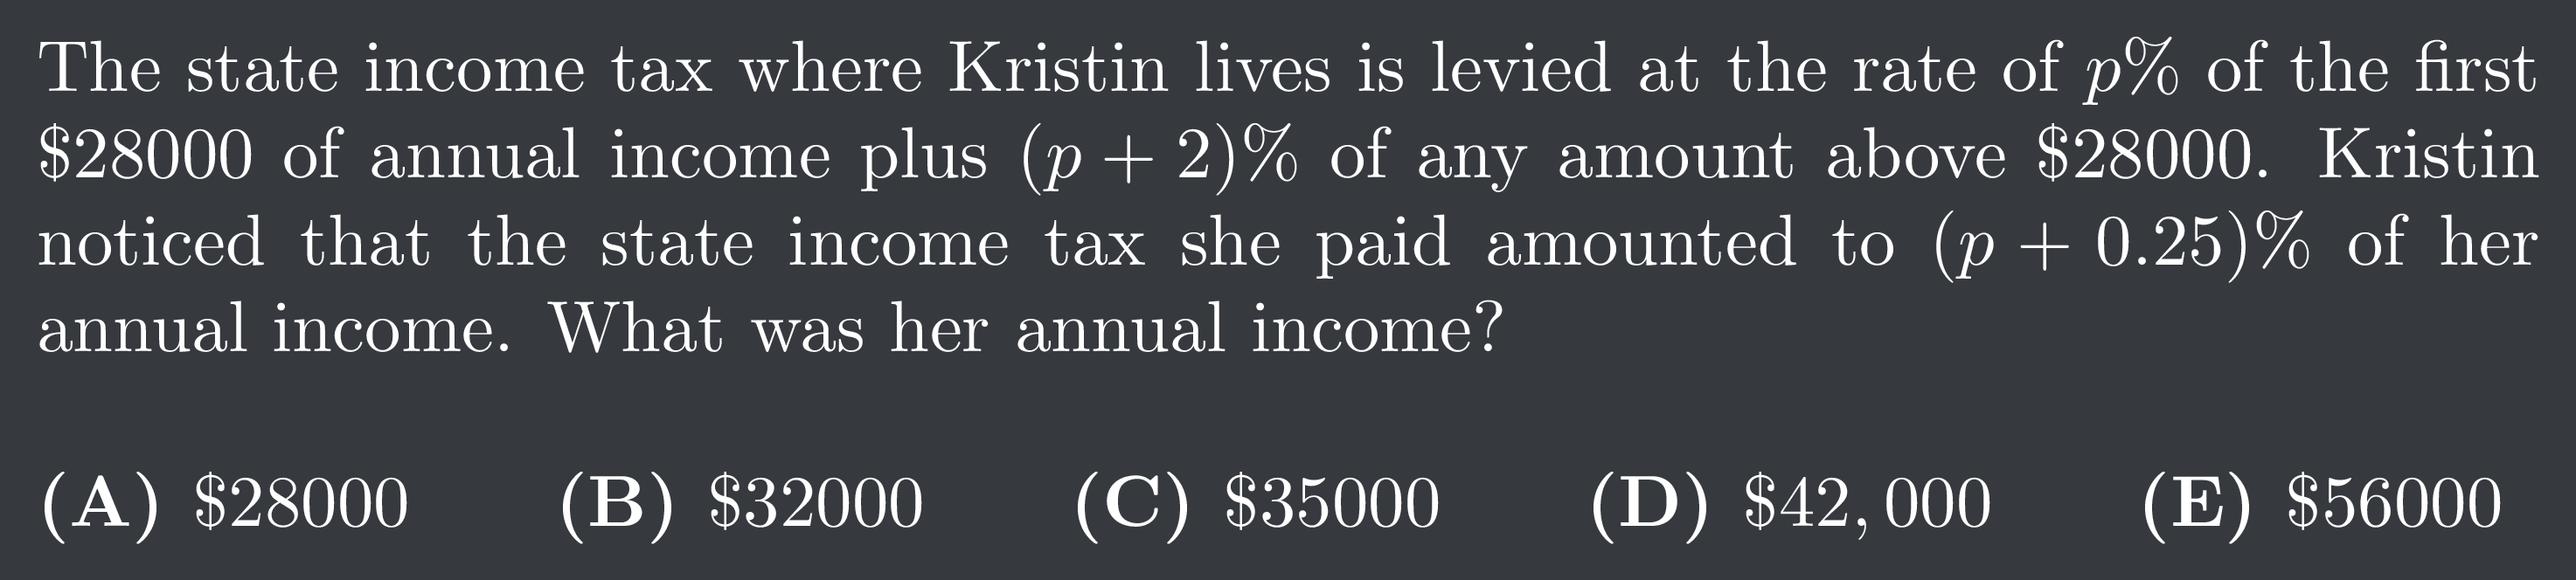 The state income tax where Kristin lives is levied at the rate of p% of the first
$28000 of annual income plus (p + 2)% of any amount above $28000. Kristin
noticed that the state income tax she paid amounted to (p + 0.25)% of her
annual income. What was her annual income?
(A) $28000 (B) $32000 (C) $35000 (D) $42, 000 (E) $56000